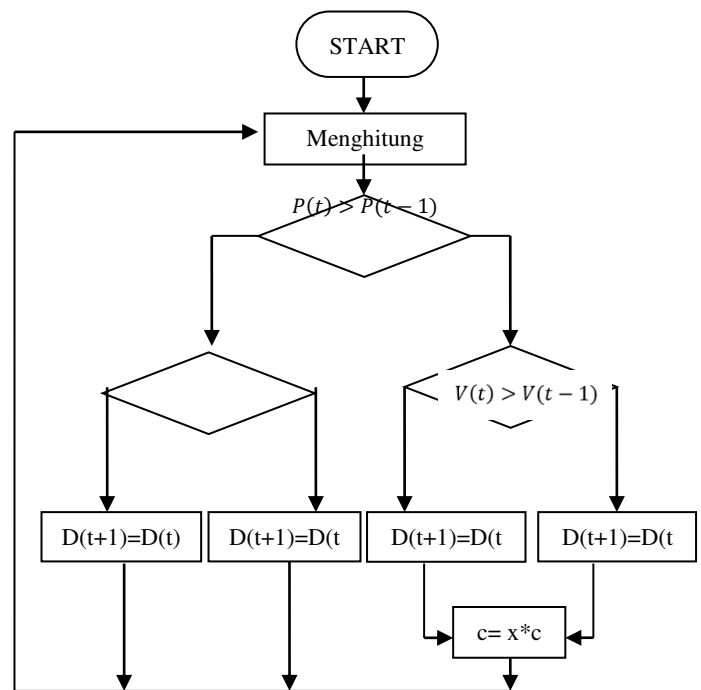 START
Menghitung
P(t) > P(t − 1)
V(t) > V(t − 1)
D(t+1)=D(t)
D(t+1)=D(t
D(t+1)=D(t
D(t+1)=D(t
c= x*c